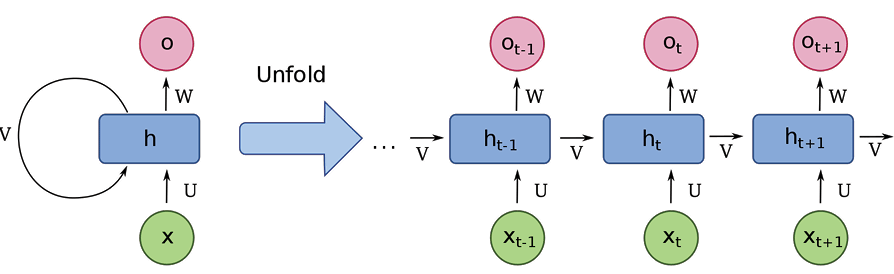 o
W
V
h
U
x
Unfold
...
V
o_{t-1}
W
h_{t-1}
V
U
x_{t-1}
o_t
W
h_t
V
U
x_t
o_{t+1}
W
h_{t+1}
V
U
x_{t+1}